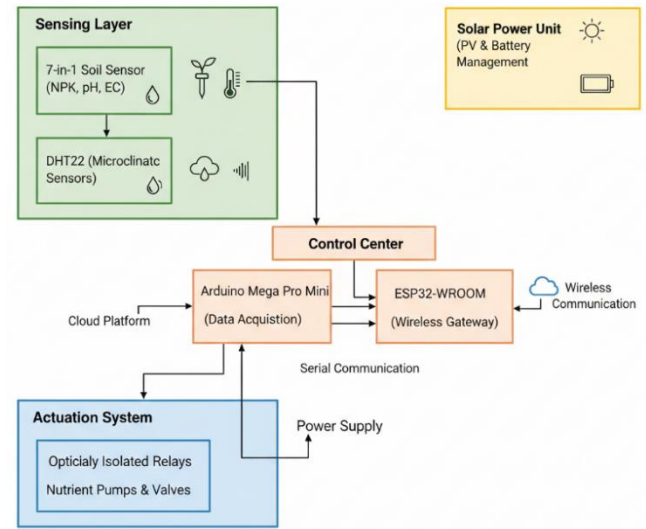 Sensing Layer
7-in-1 Soil Sensor
(NPK, pH, EC)
DHT22 (Microclinatc
Sensors)
Solar Power Unit
(PV & Battery
Management
Control Center
Arduino Mega Pro Mini
(Data Acquistion)
ESP32-WROOM
(Wireless Gateway)
Wireless
Communication
Cloud Platform
Serial Communication
Actuation System
Opticialy Isolated Relays
Nutrient Pumps & Valves
Power Supply